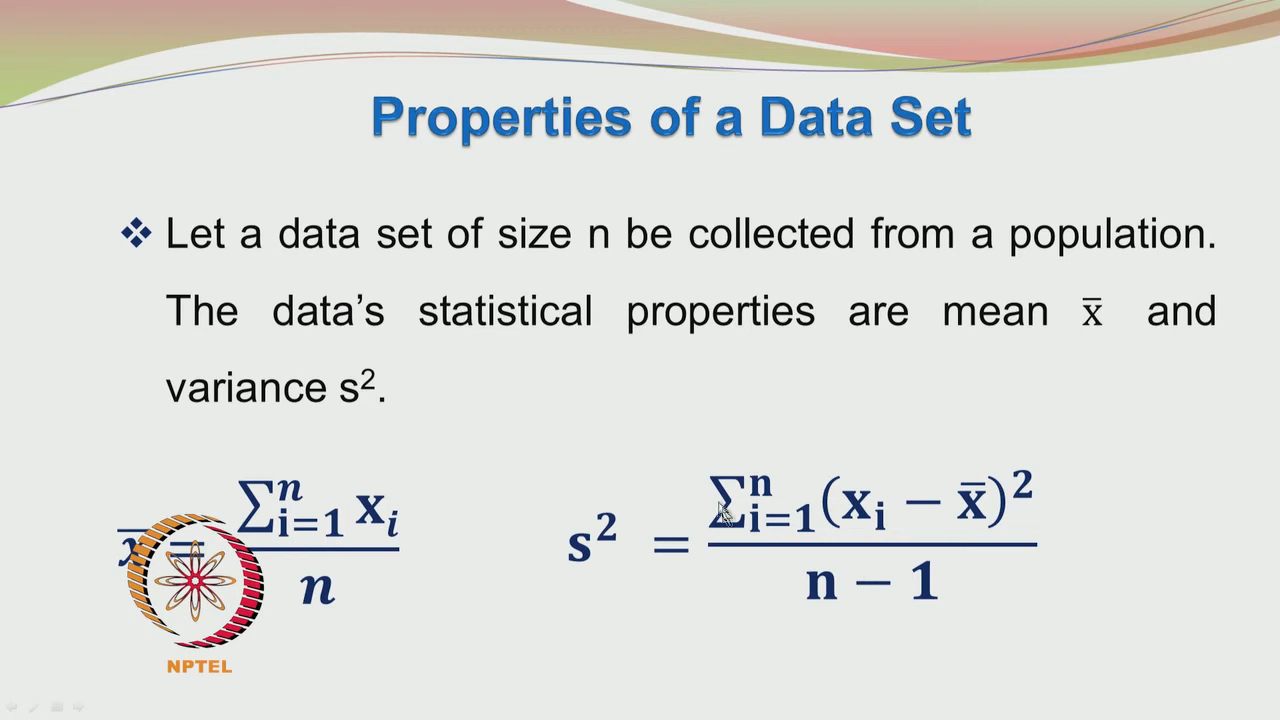 Properties of a Data Set
❖ Let a data set of size n be collected from a population.
The data’s statistical properties are mean x̅ and
variance s².
x̅ = ∑ⁿᵢ₌₁ xᵢ / n
s² = ∑ⁿᵢ₌₁(xᵢ − x̅)² / n − 1
NPTEL